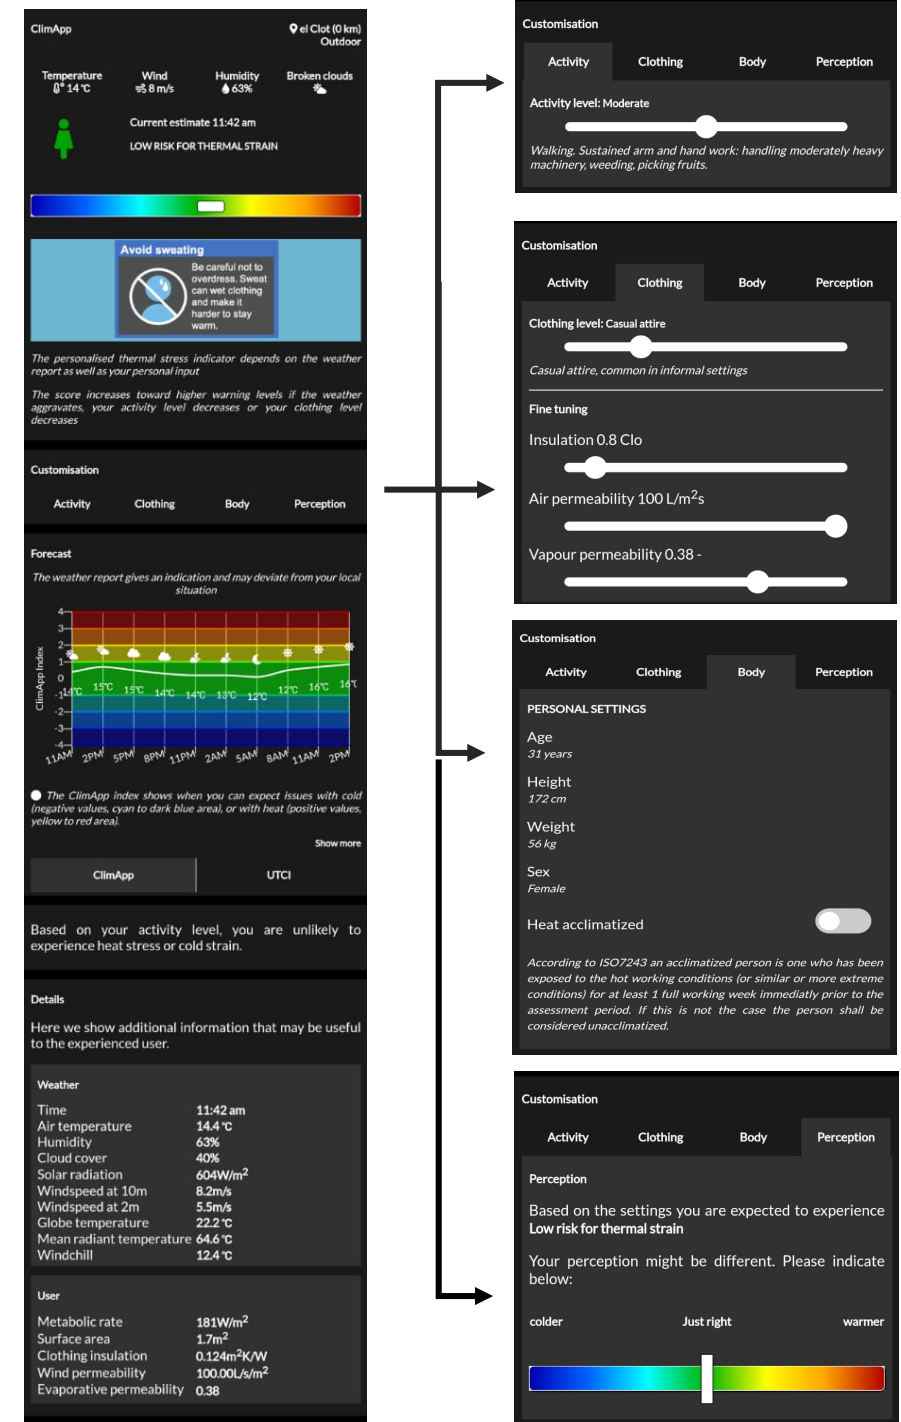 ClimApp
el Clot (0 km)
Outdoor
Temperature
14 °C
Wind
8 m/s
Humidity
63%
Broken clouds
Current estimate 11:42 am
LOW RISK FOR THERMAL STRAIN
Avoid sweating
Be careful not to
overdress. Sweat
can wet clothing
and make it
harder to stay
warm.
The personalised thermal stress indicator depends on the weather
report as well as your personal input
The score increases toward higher warning levels if the weather
aggravates, your activity level decreases or your clothing level
decreases
Customisation
Activity Clothing Body Perception
Forecast
The weather report gives an indication and may deviate from your local
situation
ClimApp Index
4
3
2
1
0
-1
-2
-3
-4
14°C 15°C 15°C 14°C 14°C 13°C 12°C 12°C 16°C 16°C
11AM 2PM 5PM 8PM 11PM 2AM 5AM 8AM 11AM 2PM
The ClimApp index shows when you can expect issues with cold
(negative values, cyan to dark blue area), or with heat (positive values,
yellow to red area).
Show more
ClimApp UTCI
Based on your activity level, you are unlikely to
experience heat stress or cold strain.
Details
Here we show additional information that may be useful
to the experienced user.
Weather
Time 11:42 am
Air temperature 14.4 °C
Humidity 63%
Cloud cover 40%
Solar radiation 604W/m²
Windspeed at 10m 8.2m/s
Windspeed at 2m 5.5m/s
Globe temperature 22.2 °C
Mean radiant temperature 64.6 °C
Windchill 12.4 °C
User
Metabolic rate 181W/m²
Surface area 1.7m²
Clothing insulation 0.124m²K/W
Wind permeability 100.00L/s/m²
Evaporative permeability 0.38
Customisation
Activity Clothing Body Perception
Activity level: Moderate
Walking. Sustained arm and hand work: handling moderately heavy
machinery, weeding, picking fruits.
Customisation
Activity Clothing Body Perception
Clothing level: Casual attire
Casual attire, common in informal settings
Fine tuning
Insulation 0.8 Clo
Air permeability 100 L/m²s
Vapour permeability 0.38 -
Customisation
Activity Clothing Body Perception
PERSONAL SETTINGS
Age
31 years
Height
172 cm
Weight
56 kg
Sex
Female
Heat acclimatized
According to ISO7243 an acclimatized person is one who has been
exposed to the hot working conditions (or similar or more extreme
conditions) for at least 1 full working week immediatly prior to the
assessment period. If this is not the case the person shall be
considered unacclimatized.
Customisation
Activity Clothing Body Perception
Perception
Based on the settings you are expected to experience
Low risk for thermal strain
Your perception might be different. Please indicate
below:
colder Just right warmer